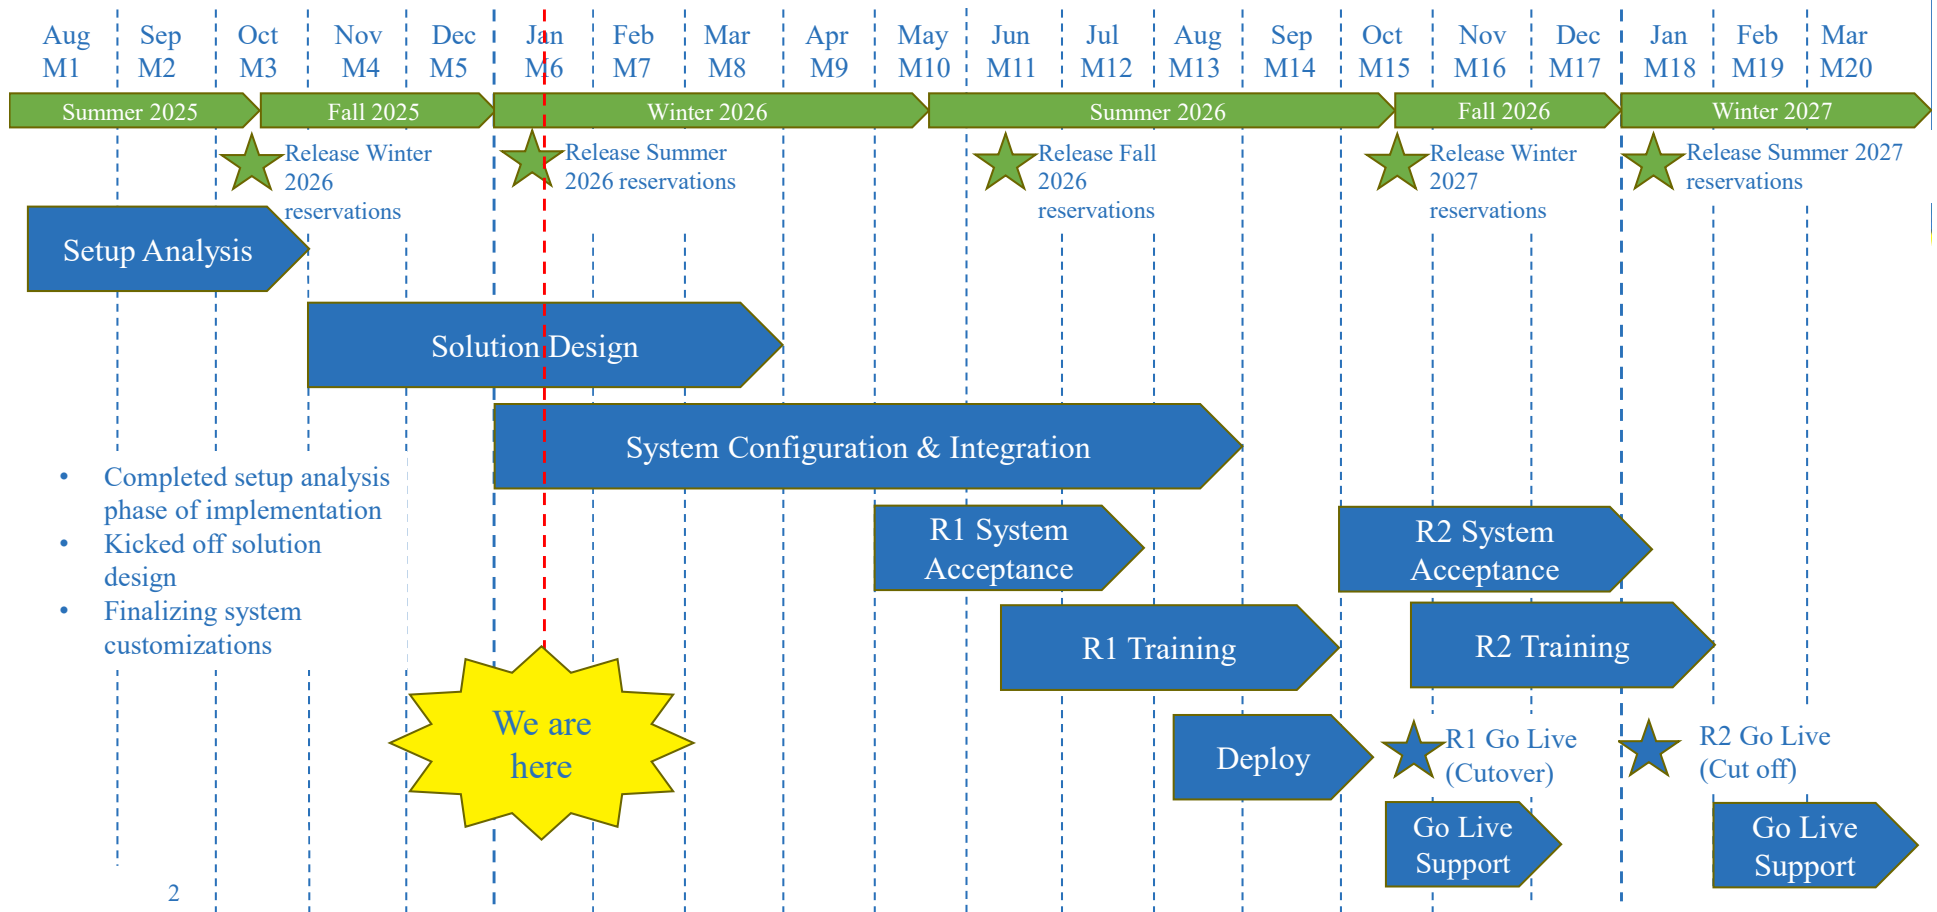 Aug Sep Oct Nov Dec Jan Feb Mar Apr May Jun Jul Aug Sep Oct Nov Dec Jan Feb Mar
M1 M2 M3 M4 M5 M6 M7 M8 M9 M10 M11 M12 M13 M14 M15 M16 M17 M18 M19 M20
Summer 2025 Fall 2025 Winter 2026 Summer 2026 Fall 2026 Winter 2027
Release Winter
2026
reservations
Release Summer
2026 reservations
Release Fall
2026
reservations
Release Winter
2027
reservations
Release Summer 2027
reservations
Setup Analysis
Solution Design
System Configuration & Integration
• Completed setup analysis
phase of implementation
• Kicked off solution
design
• Finalizing system
customizations
R1 System
Acceptance
R2 System
Acceptance
R1 Training
R2 Training
We are
here
Deploy
R1 Go Live
(Cutover)
R2 Go Live
(Cut off)
Go Live
Support
Go Live
Support
2